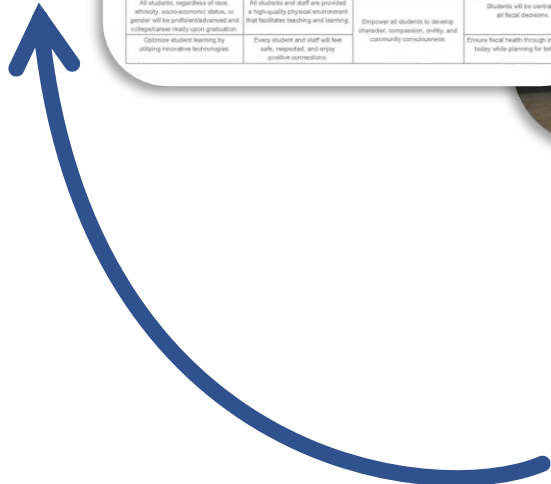 All students, regardless of race,
ethnicity, socio-economic status, or
gender will be proficient/advanced and
college/career ready upon graduation.
Optimize student learning by
utilizing innovative technologies.
All students and staff are provided
a high-quality physical environment
that facilitates teaching and learning.
Every student and staff will feel
safe, respected, and enjoy
positive connections.
Empower all students to develop
character, compassion, civility, and
community consciousness.
Students will be central
all fiscal decisions.
Ensure fiscal health through in
today while planning for tor